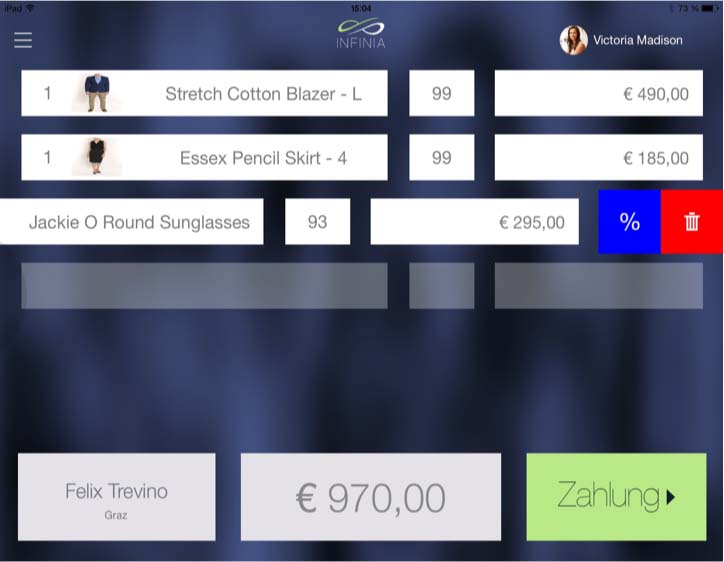 iPad 15:04 73 %
INFINIA
Victoria Madison
1 Stretch Cotton Blazer - L 99 € 490,00
1 Essex Pencil Skirt - 4 99 € 185,00
Jackie O Round Sunglasses 93 € 295,00 %
Felix Trevino
Graz
€ 970,00
Zahlung